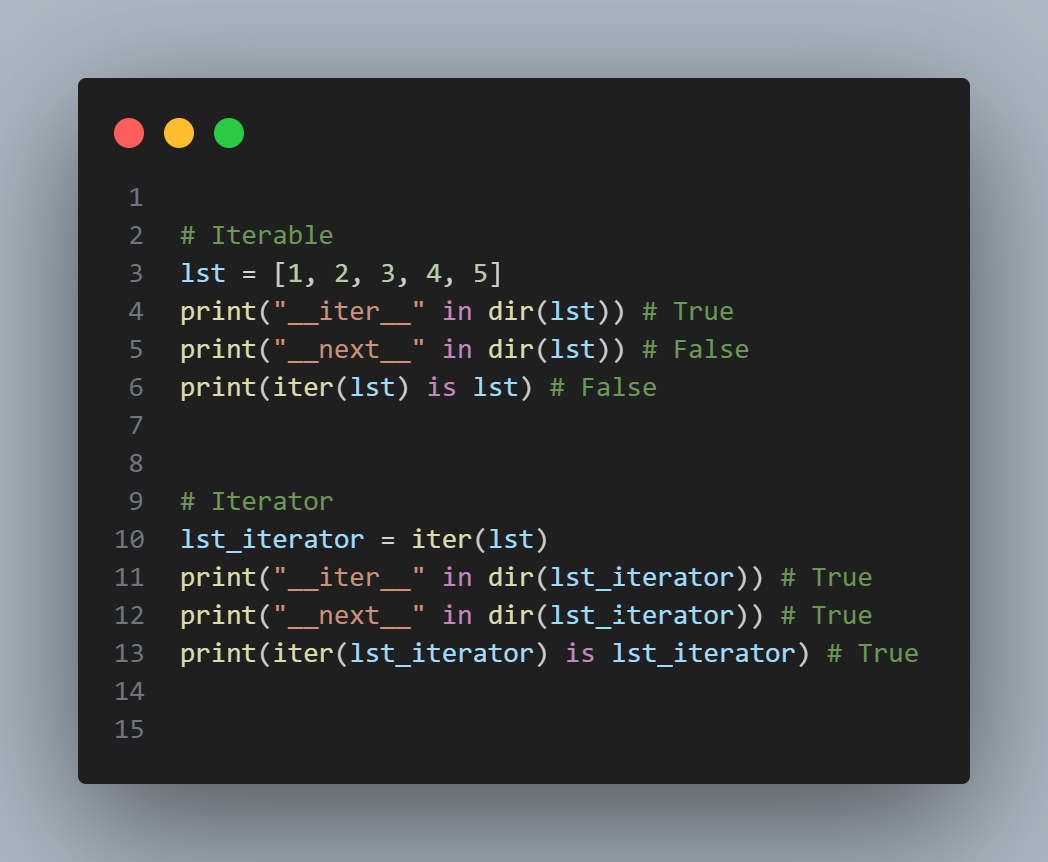 1
2 # Iterable
3 lst = [1, 2, 3, 4, 5]
4 print("__iter__" in dir(lst)) # True
5 print("__next__" in dir(lst)) # False
6 print(iter(lst) is lst) # False
7
8
9 # Iterator
10 lst_iterator = iter(lst)
11 print("__iter__" in dir(lst_iterator)) # True
12 print("__next__" in dir(lst_iterator)) # True
13 print(iter(lst_iterator) is lst_iterator) # True
14
15